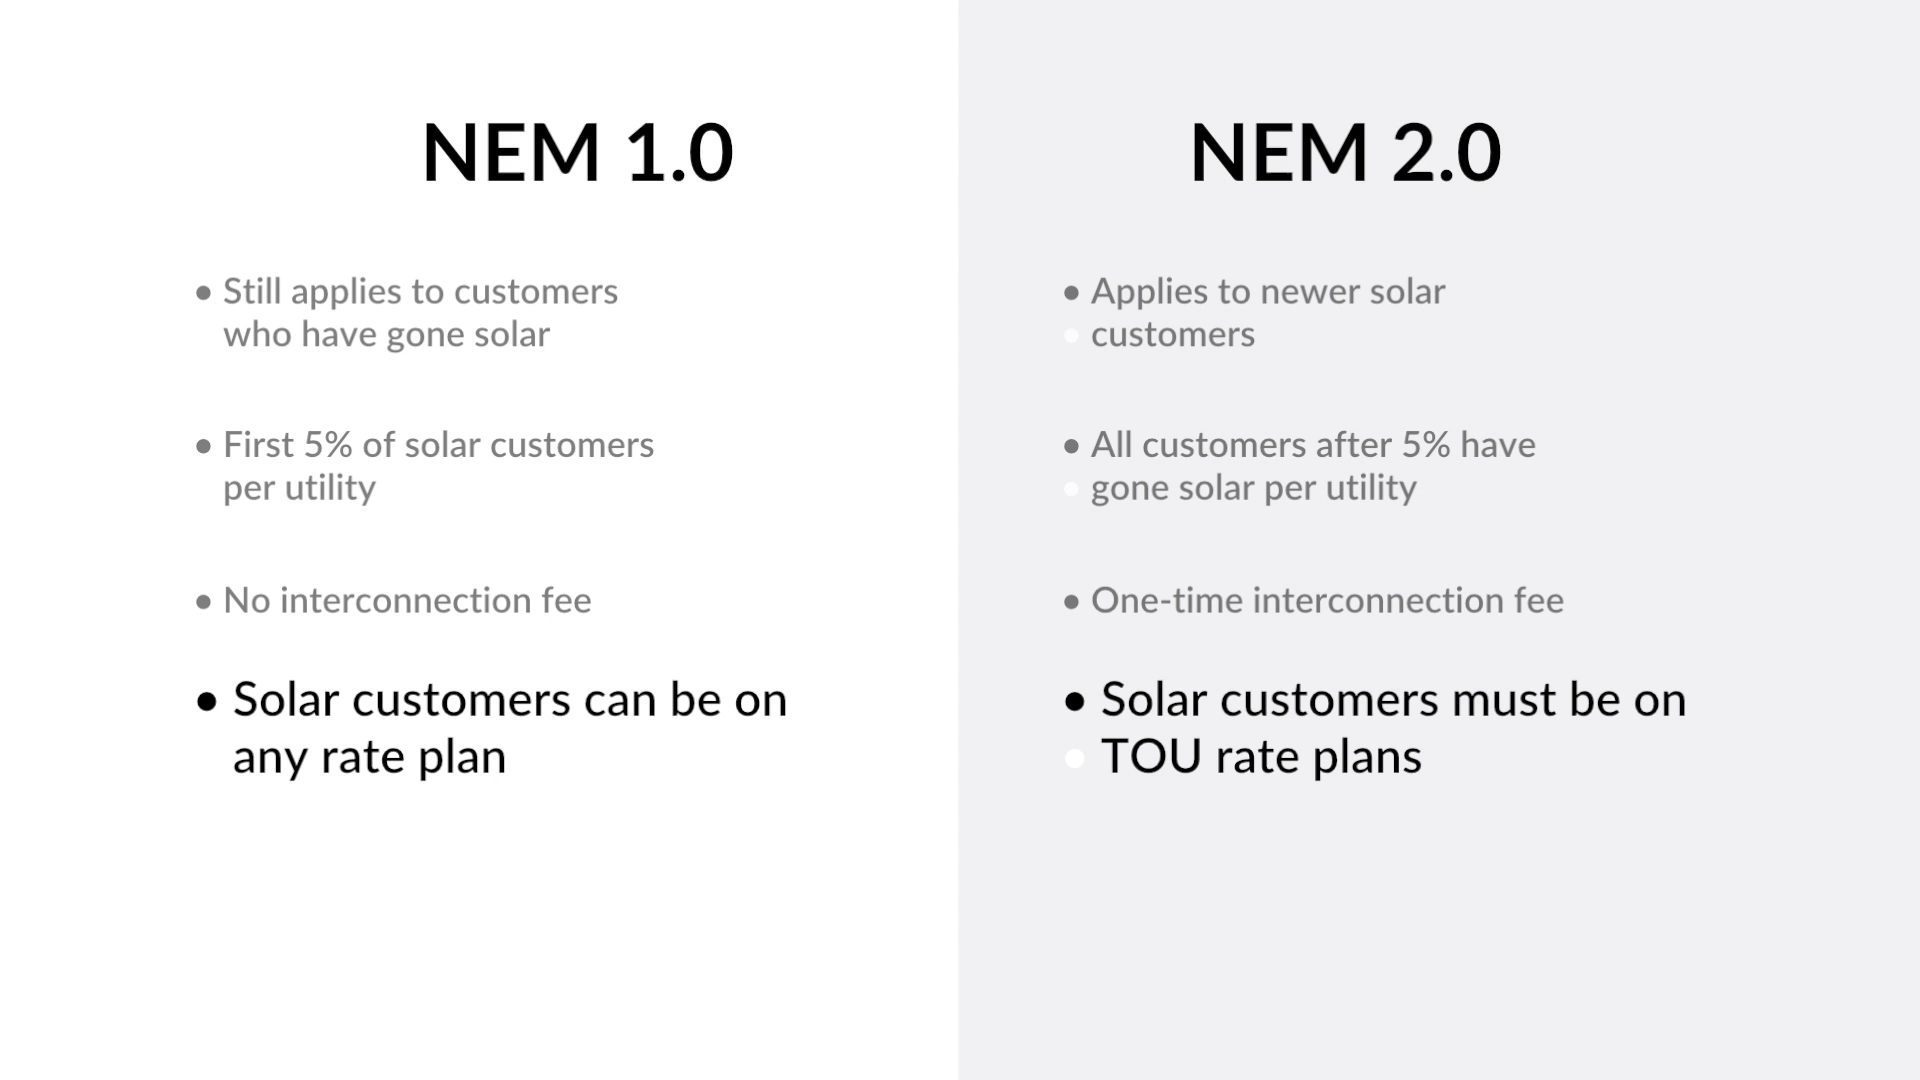 NEM 1.0
• Still applies to customers
who have gone solar
• First 5% of solar customers
per utility
• No interconnection fee
• Solar customers can be on
any rate plan
NEM 2.0
• Applies to newer solar
customers
• All customers after 5% have
gone solar per utility
• One-time interconnection fee
• Solar customers must be on
TOU rate plans